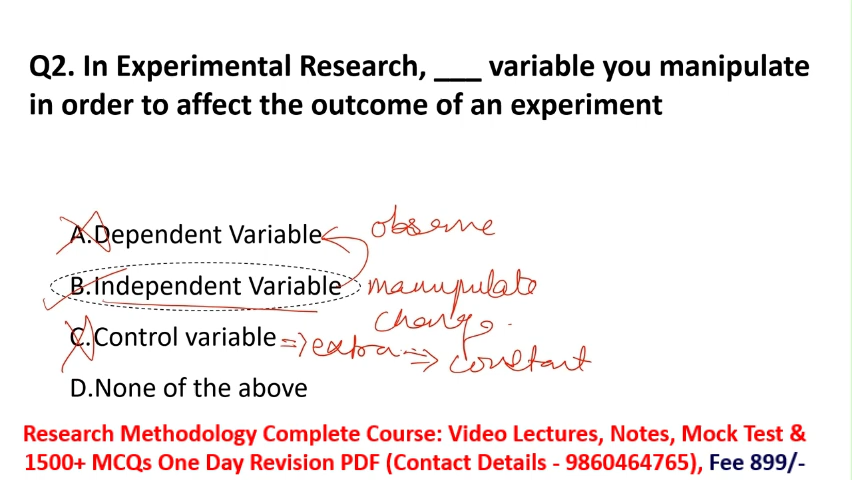 Q2. In Experimental Research, ___ variable you manipulate
in order to affect the outcome of an experiment
A.Dependent Variable observe
B.Independent Variable manipulate
change.
C.Control variable => extra => constant
D.None of the above
Research Methodology Complete Course: Video Lectures, Notes, Mock Test &
1500+ MCQs One Day Revision PDF (Contact Details - 9860464765), Fee 899/-